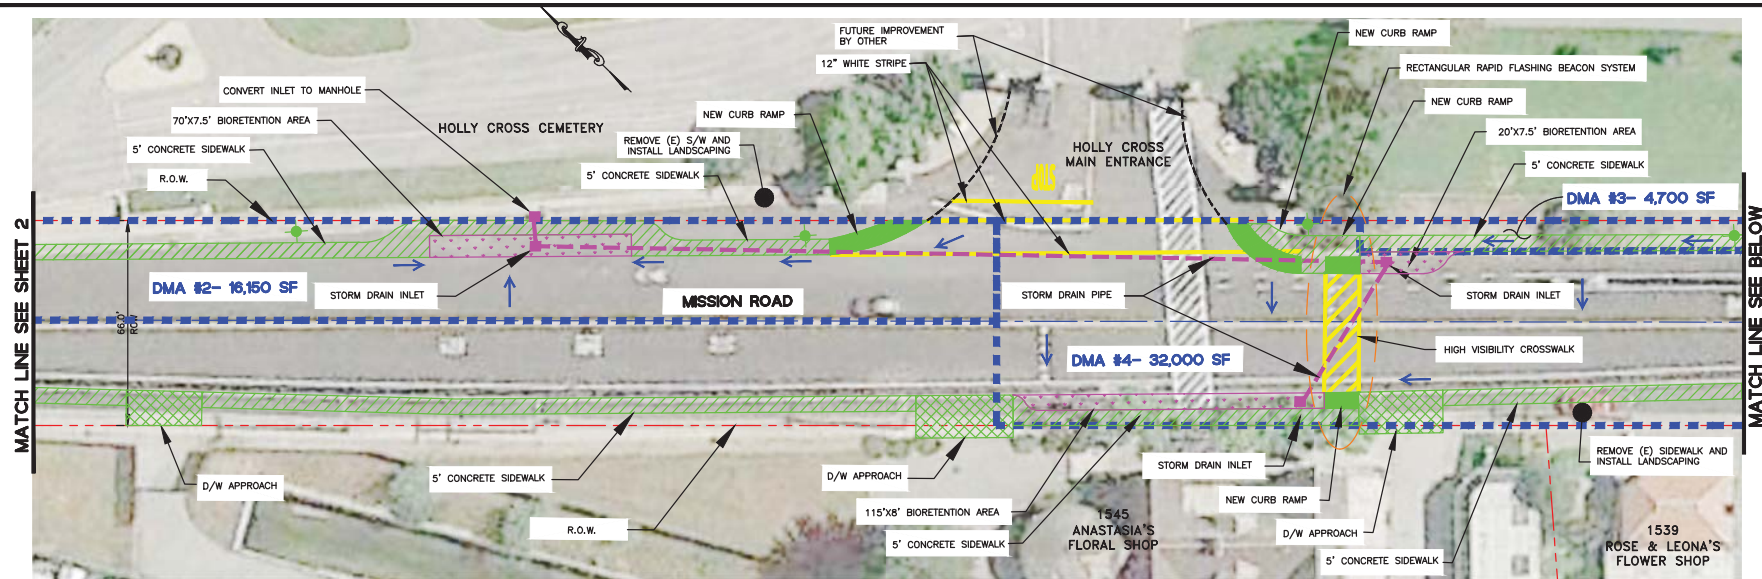 FUTURE IMPROVEMENT
BY OTHER
12" WHITE STRIPE
NEW CURB RAMP
RECTANGULAR RAPID FLASHING BEACON SYSTEM
NEW CURB RAMP
20'X7.5' BIORETENTION AREA
5' CONCRETE SIDEWALK
CONVERT INLET TO MANHOLE
70'X7.5' BIORETENTION AREA
5' CONCRETE SIDEWALK
R.O.W.
HOLLY CROSS CEMETERY
NEW CURB RAMP
REMOVE (E) S/W AND
INSTALL LANDSCAPING
5' CONCRETE SIDEWALK
HOLLY CROSS
MAIN ENTRANCE
STOP
DMA #3- 4,700 SF
MATCH LINE SEE SHEET 2
66.0'
ROW
DMA #2- 16,150 SF
STORM DRAIN INLET
MISSION ROAD
STORM DRAIN PIPE
STORM DRAIN INLET
DMA #4- 32,000 SF
HIGH VISIBILITY CROSSWALK
MATCH LINE SEE BELOW
D/W APPROACH
5' CONCRETE SIDEWALK
R.O.W.
D/W APPROACH
115'X8' BIORETENTION AREA
5' CONCRETE SIDEWALK
1545
ANASTASIA'S
FLORAL SHOP
STORM DRAIN INLET
NEW CURB RAMP
D/W APPROACH
5' CONCRETE SIDEWALK
REMOVE (E) SIDEWALK AND
INSTALL LANDSCAPING
1539
ROSE & LEONA'S
FLOWER SHOP